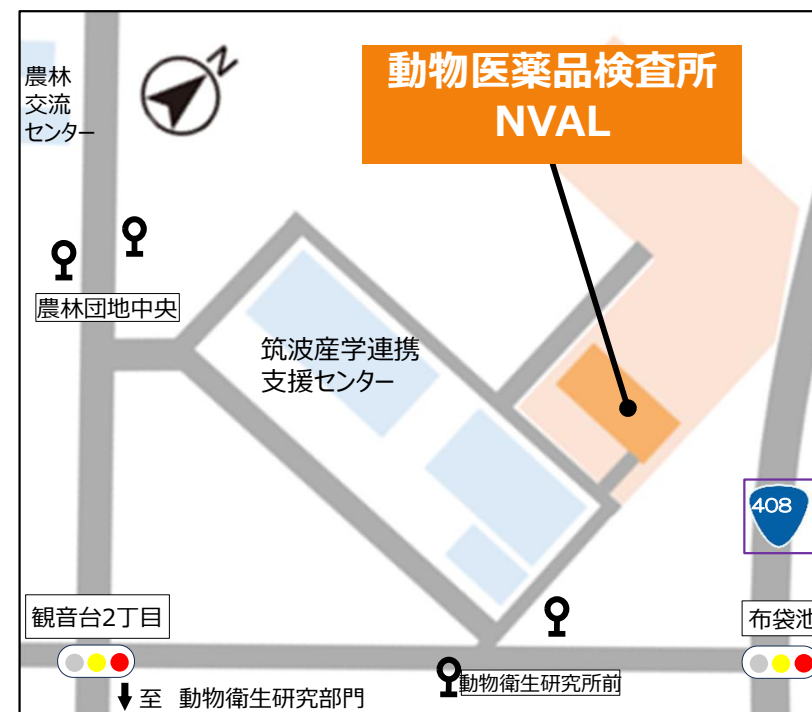 農林
交流
センター
N
動物医薬品検査所
NVAL
農林団地中央
筑波産学連携
支援センター
408
観音台2丁目
布袋池
動物衛生研究所前
至 動物衛生研究部門